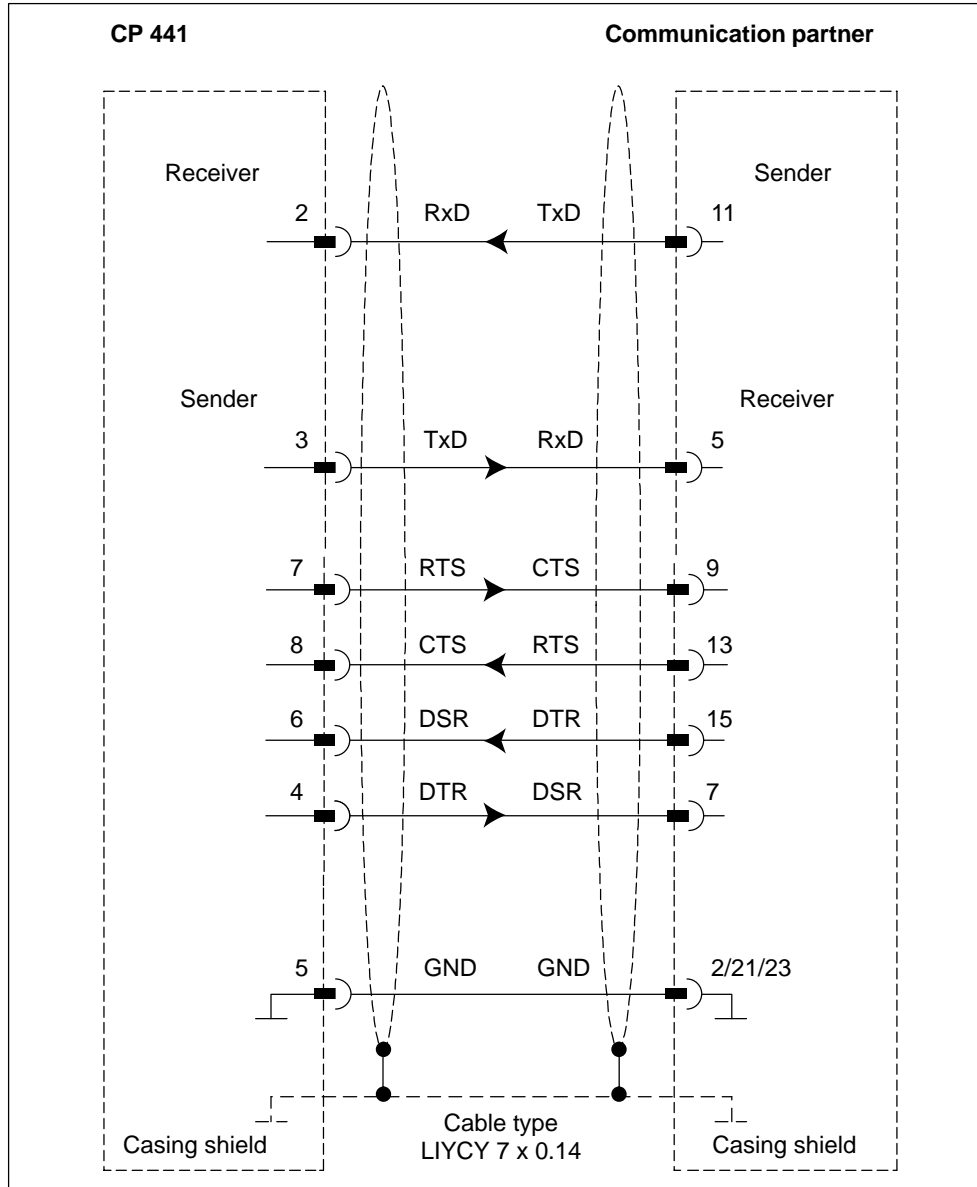 CP 441 Communication partner
Receiver Sender
2 RxD TxD 11
Sender Receiver
3 TxD RxD 5
7 RTS CTS 9
8 CTS RTS 13
6 DSR DTR 15
4 DTR DSR 7
5 GND GND 2/21/23
Casing shield Cable type Casing shield
LIYCY 7 x 0.14